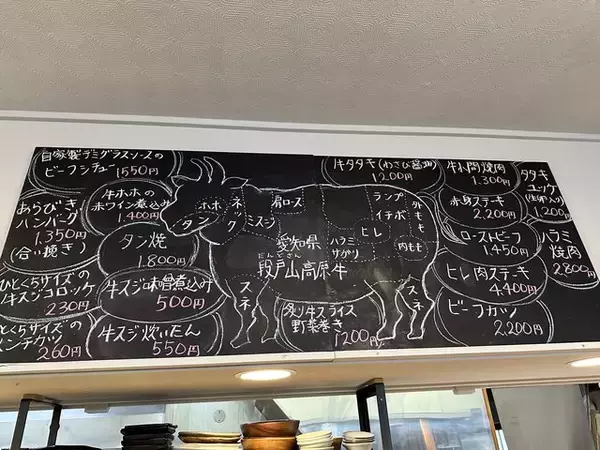 自家製デミグラスソースの
ビーフシチュー
1550円
あらびき
ハンバーグ
1.350円
(合い挽き)
牛ホホの
赤ワイン煮込み
1.400円
タン焼
1.800円
ひとくちサイズの
牛スジコロッケ
230円
牛スジ味噌煮込み
500円
とくちサイズの
ンチカツ
260円
牛スジ炊いたん
550円
ホホ
タン
ネック
肩ロース
ミスジ
愛知県
だんどさん
段戸山高原牛
ランプ
イチボ
ヒレ
外モモ
内モモ
ハラミ
サガリ
スネ
スネ
炙り牛スライス
野菜巻き
1200円
牛タタキ(わさび醤油)
1200円
1.300円
赤身ステーキ
2.200円
ローストビーフ
1.450円
ヒレ肉ステーキ
4.400円
ビーフカツ
2.200円
タタキ
ユッケ
1.200円
ハラミ
焼肉
2800円